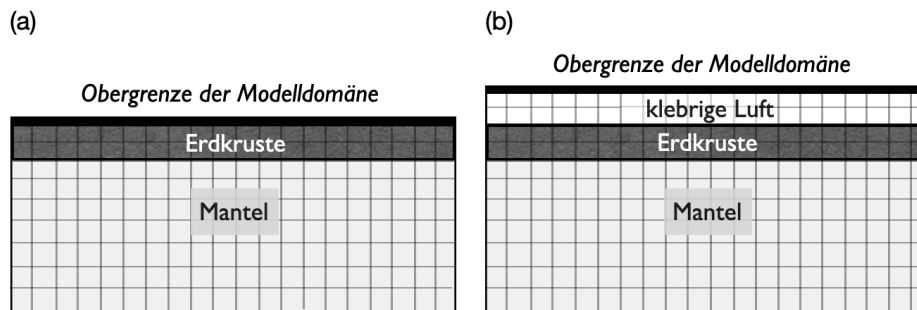 (a)
Obergrenze der Modelldomäne
Erdkruste
Mantel
(b)
Obergrenze der Modelldomäne
klebrige Luft
Erdkruste
Mantel